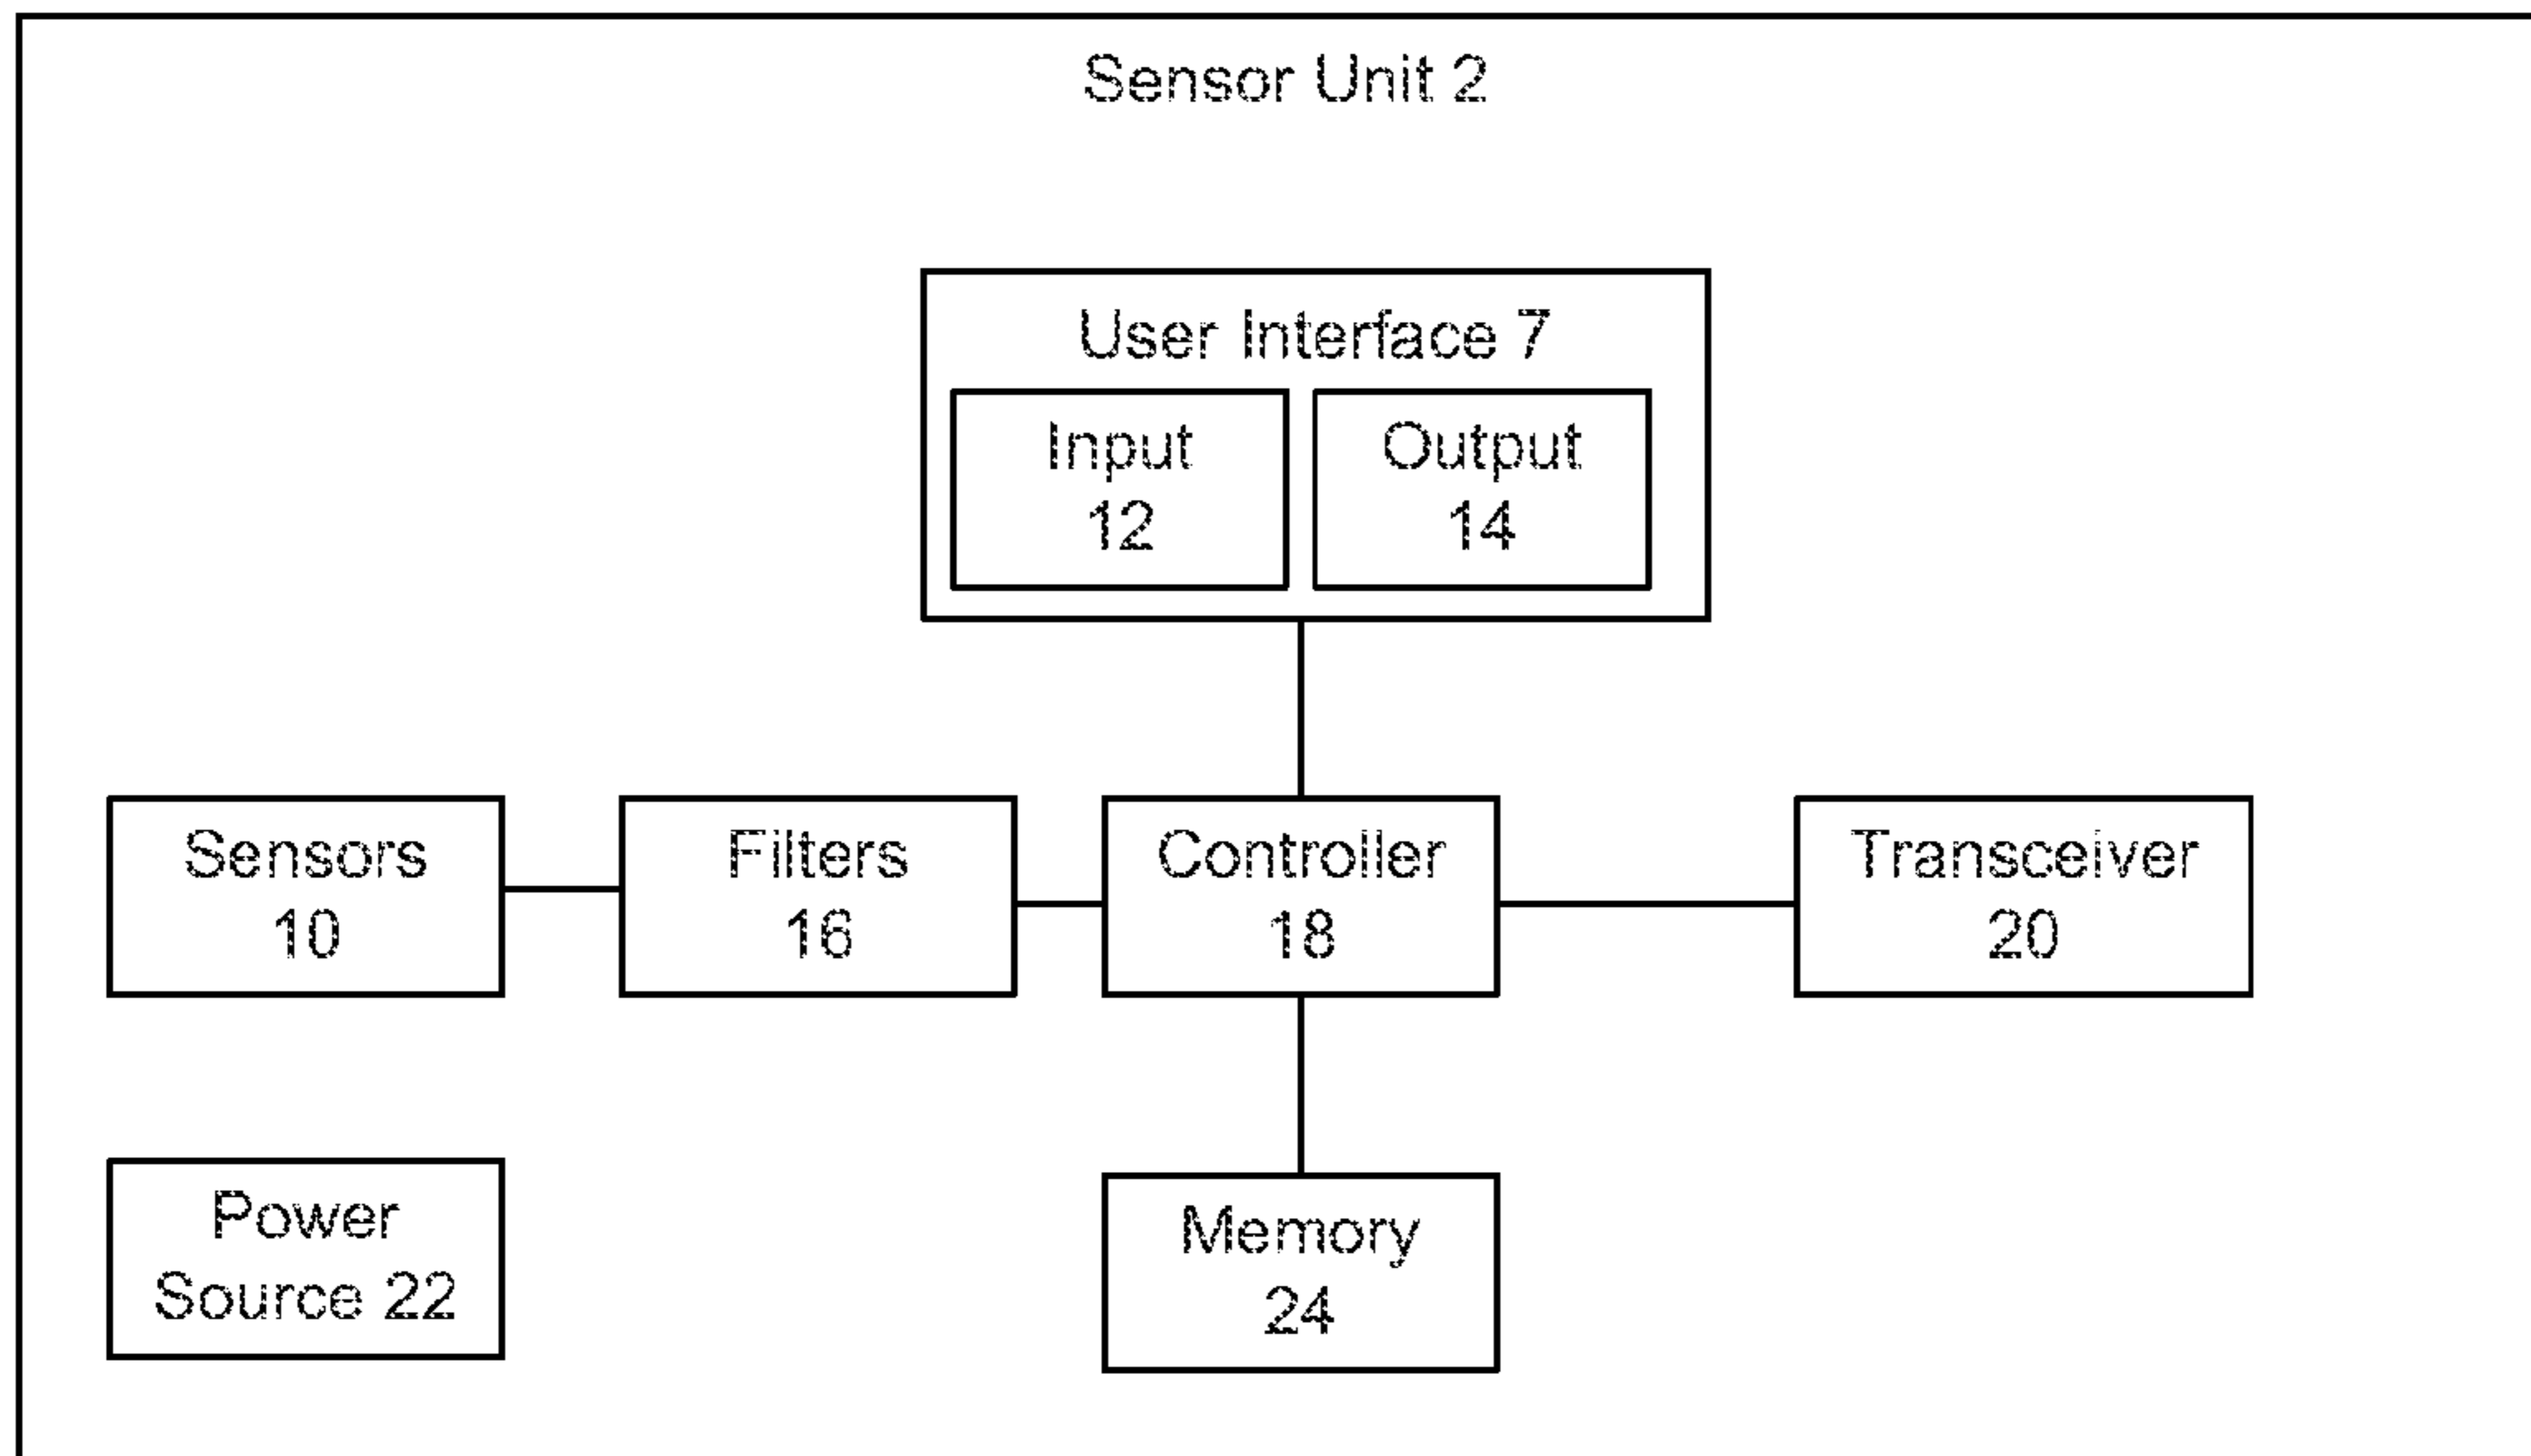 Sensor Unit 2
User Interface 7
Input
12
Output
14
Sensors
10
Filters
16
Controller
18
Transceiver
20
Power
Source 22
Memory
24